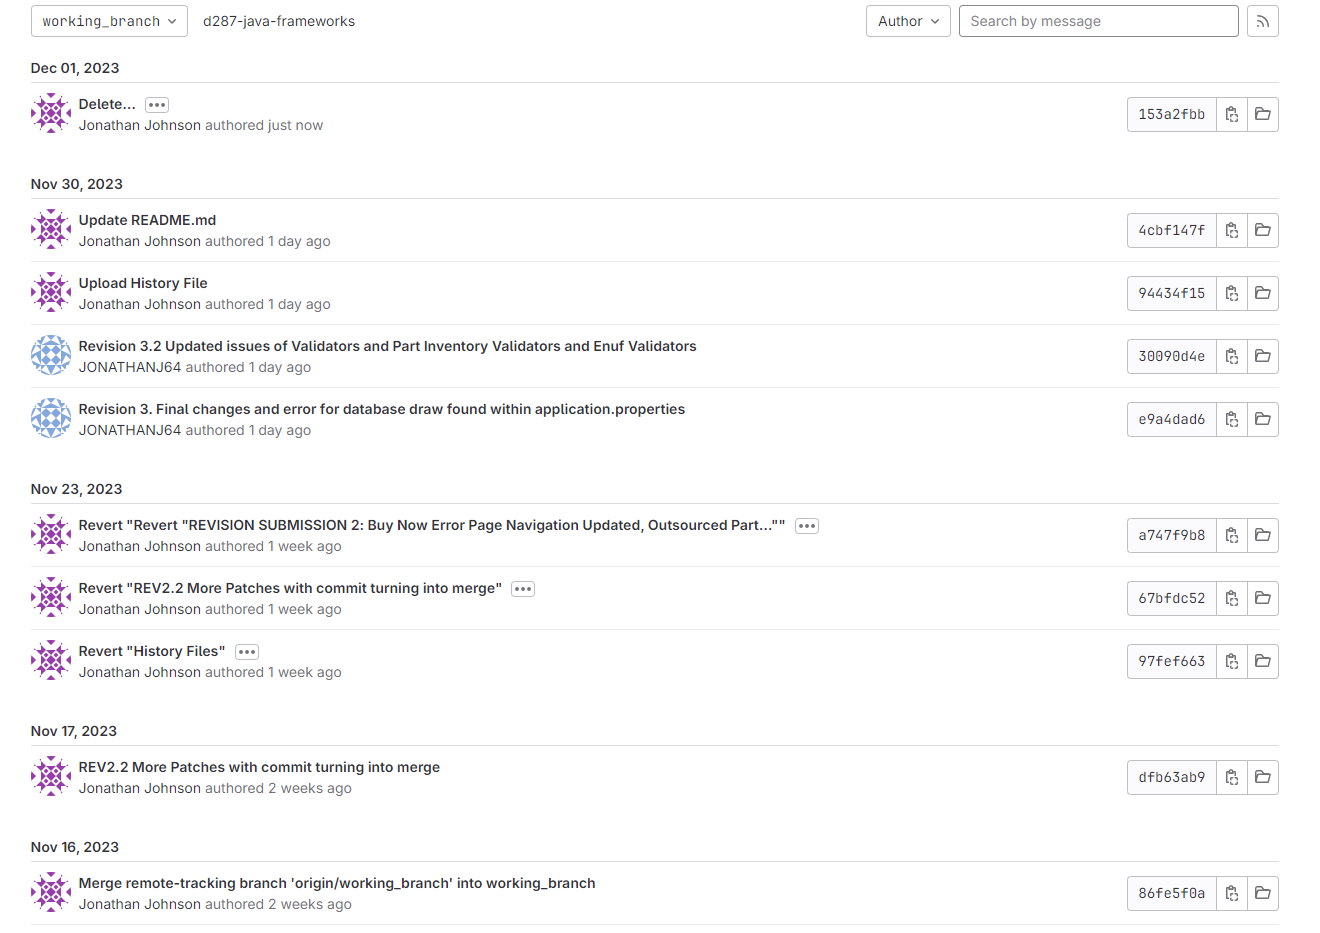 working_branch d287-java-frameworks Author Search by message
Dec 01, 2023
Delete...
Jonathan Johnson authored just now
153a2fbb
Nov 30, 2023
Update README.md
Jonathan Johnson authored 1 day ago
4cbf147f
Upload History File
Jonathan Johnson authored 1 day ago
94434f15
Revision 3.2 Updated issues of Validators and Part Inventory Validators and Enuf Validators
JONATHANJ64 authored 1 day ago
30090d4e
Revision 3. Final changes and error for database draw found within application.properties
JONATHANJ64 authored 1 day ago
e9a4dad6
Nov 23, 2023
Revert "Revert "REVISION SUBMISSION 2: Buy Now Error Page Navigation Updated, Outsourced Part...""
Jonathan Johnson authored 1 week ago
a747f9b8
Revert "REV2.2 More Patches with commit turning into merge"
Jonathan Johnson authored 1 week ago
67bfdc52
Revert "History Files"
Jonathan Johnson authored 1 week ago
97fef663
Nov 17, 2023
REV2.2 More Patches with commit turning into merge
Jonathan Johnson authored 2 weeks ago
dfb63ab9
Nov 16, 2023
Merge remote-tracking branch 'origin/working_branch' into working_branch
Jonathan Johnson authored 2 weeks ago
86fe5f0a